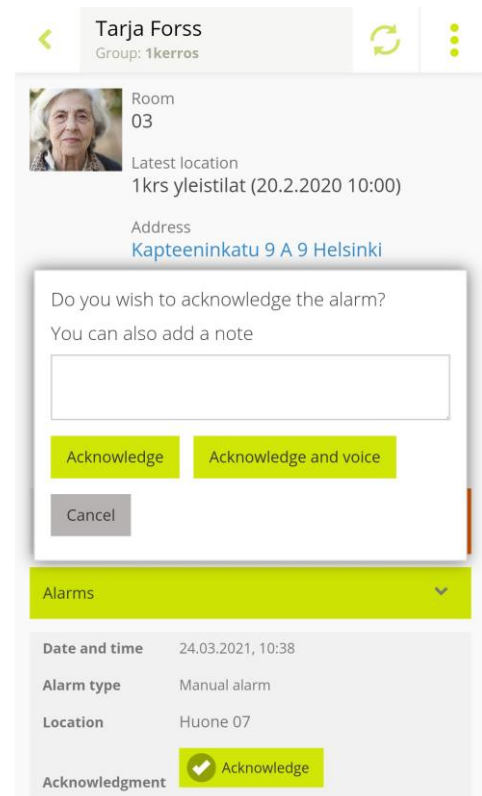 Tarja Forss
Group: 1kerros
Room
03
Latest location
1krs yleistilat (20.2.2020 10:00)
Address
Kapteeninkatu 9 A 9 Helsinki
Do you wish to acknowledge the alarm?
You can also add a note
Acknowledge
Acknowledge and voice
Cancel
Alarms
Date and time 24.03.2021, 10:38
Alarm type Manual alarm
Location Huone 07
Acknowledgment Acknowledge